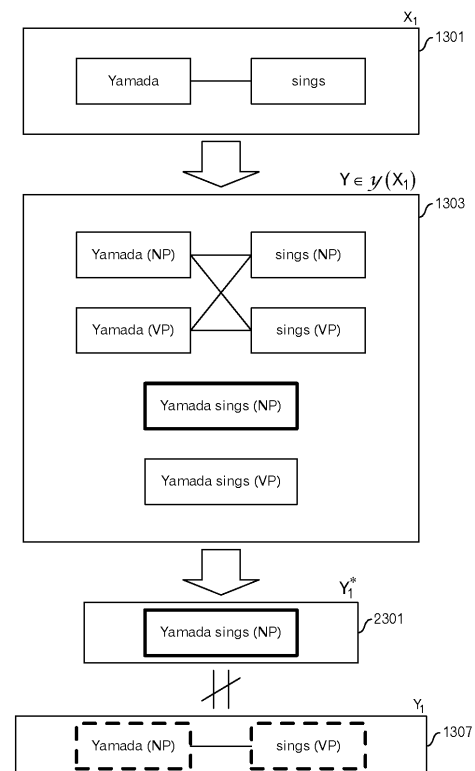 X₁
1301
Yamada sings
Y ∈ 𝓎(X₁)
1303
Yamada (NP) sings (NP)
Yamada (VP) sings (VP)
Yamada sings (NP)
Yamada sings (VP)
Y₁*
2301
Yamada sings (NP)
Y₁
1307
Yamada (NP) sings (VP)